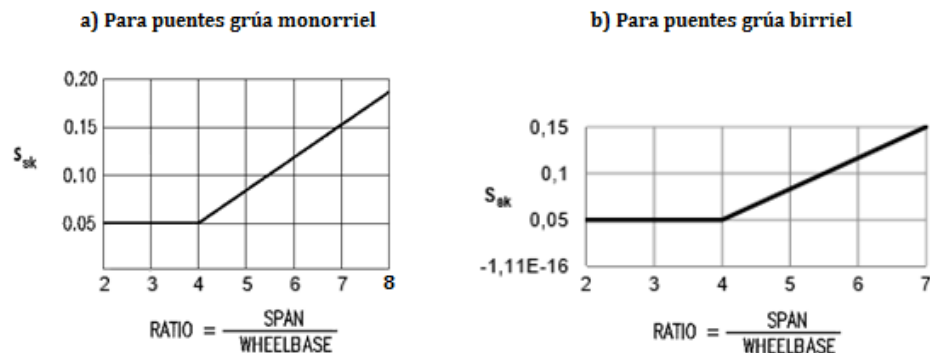 a) Para puentes grúa monorriel
0.20
0.15
0.10
0.05
S_sk
2 3 4 5 6 7 8
RATIO = SPAN / WHEELBASE
b) Para puentes grúa birriel
0,15
0,1
0,05
-1,11E-16
S_sk
2 3 4 5 6 7
RATIO = SPAN / WHEELBASE